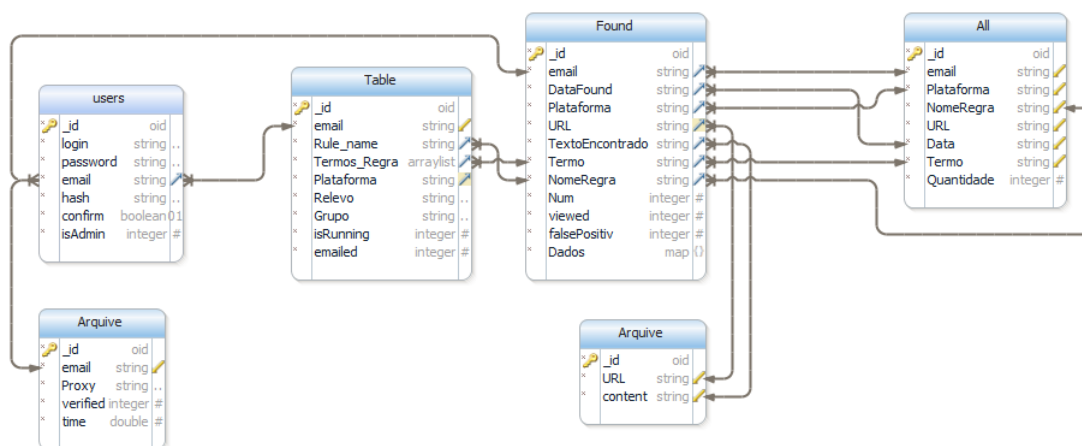 users
_id oid
login string ..
password string ..
email string
hash string ..
confirm boolean 01
isAdmin integer #
Table
_id oid
email string
Rule_name string
Termos_Regra arraylist
Plataforma string
Relevo string ..
Grupo string ..
isRunning integer #
emailed integer #
Found
_id oid
email string
DataFound string
Plataforma string
URL string
TextoEncontrado string
Termo string
NomeRegra string
Num integer #
viewed integer #
falsePositiv integer #
Dados map {}
All
_id oid
email string
Plataforma string
NomeRegra string
URL string
Data string
Termo string
Quantidade integer #
Arquive
_id oid
email string
Proxy string ..
verified integer #
time double #
Arquive
_id oid
URL string
content string